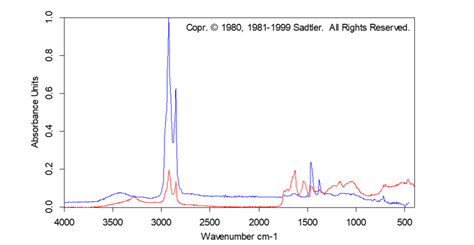 Copr. © 1980, 1981-1999 Sadtler. All Rights Reserved.
Absorbance Units
1.0
0.8
0.6
0.4
0.2
0.0
4000 3500 3000 2500 2000 1500 1000 500
Wavenumber cm-1